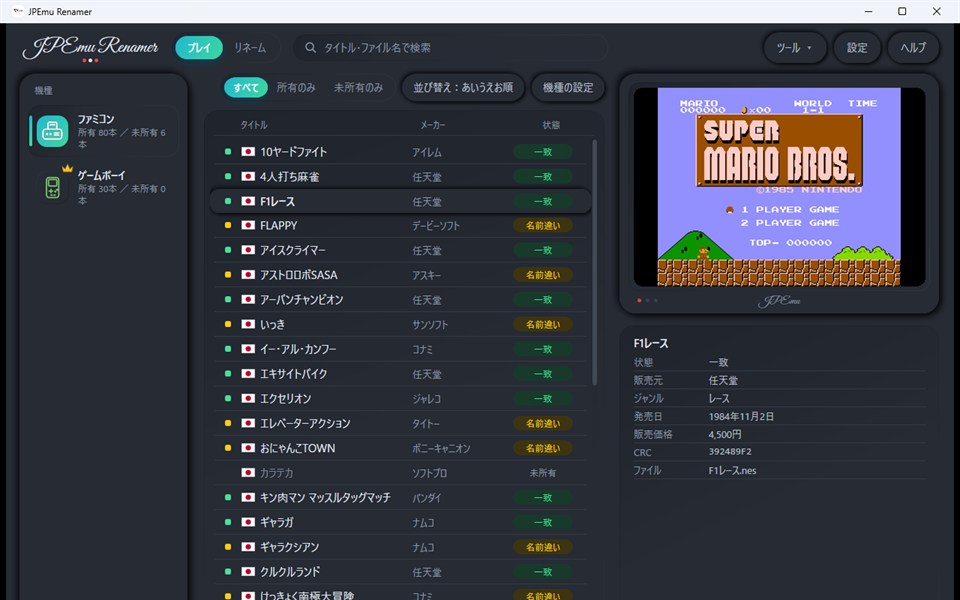 JPEmu Renamer
JPEmu Renamer
プレイ
リネーム
タイトル・ファイル名で検索
ツール
設定
ヘルプ
機種
ファミコン
所有 80本 ／ 未所有 6
本
ゲームボーイ
所有 30本 ／ 未所有 0
本
すべて
所有のみ
未所有のみ
並び替え：あいうえお順
機種の設定
タイトル メーカー 状態
10ヤードファイト アイレム 一致
4人打ち麻雀 任天堂 一致
F1レース 任天堂 一致
FLAPPY デービーソフト 名前違い
アイスクライマー 任天堂 一致
アストロロボSASA アスキー 名前違い
アーバンチャンピオン 任天堂 一致
いっき サンソフト 名前違い
イー・アル・カンフー コナミ 一致
エキサイトバイク 任天堂 一致
エクセリオン ジャレコ 一致
エレベーターアクション タイトー 名前違い
おにゃんこTOWN ポニーキャニオン 名前違い
カラテカ ソフトプロ 未所有
キン肉マン マッスルタッグマッチ バンダイ 一致
ギャラガ ナムコ 一致
ギャラクシアン ナムコ 名前違い
クルクルランド 任天堂 一致
けっきょく南極大冒険 コナミ 名前違い
MARIO WORLD TIME
000000 ×00 1-1
SUPER
MARIO BROS.
©1985 NINTENDO
1 PLAYER GAME
2 PLAYER GAME
TOP- 000000
JPEmu
F1レース
状態 一致
販売元 任天堂
ジャンル レース
発売日 1984年11月2日
販売価格 4,500円
CRC 392489F2
ファイル F1レース.nes